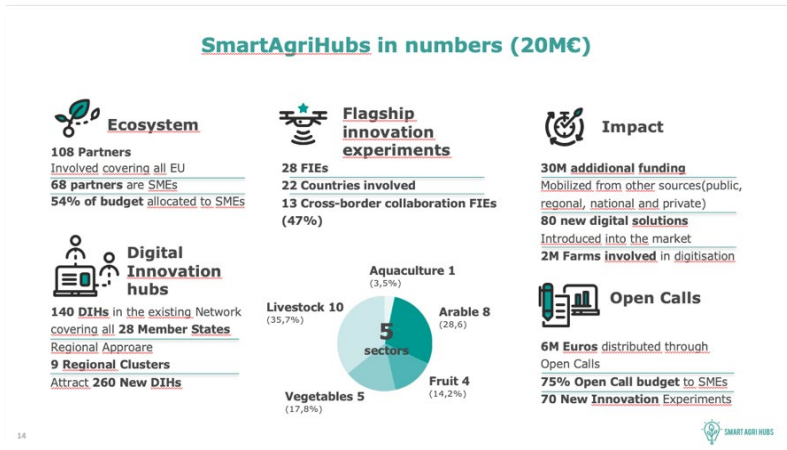 SmartAgriHubs in numbers (20M€)
Ecosystem
108 Partners
Involved covering all EU
68 partners are SMEs
54% of budget allocated to SMEs
Flagship
innovation
experiments
28 FIEs
22 Countries involved
13 Cross-border collaboration FIEs
(47%)
Impact
30M addidional funding
Mobilized from other sources(public,
regonal, national and private)
80 new digital solutions
Introduced into the market
2M Farms involved in digitisation
Digital
Innovation
hubs
140 DIHs in the existing Network
covering all 28 Member States
Regional Approare
9 Regional Clusters
Attract 260 New DIHs
Aquaculture 1
(3,5%)
Livestock 10
(35,7%)
Arable 8
(28,6)
5
sectors
Fruit 4
(14,2%)
Vegetables 5
(17,8%)
Open Calls
6M Euros distributed through
Open Calls
75% Open Call budget to SMEs
70 New Innovation Experiments
14
SMART AGRI HUBS